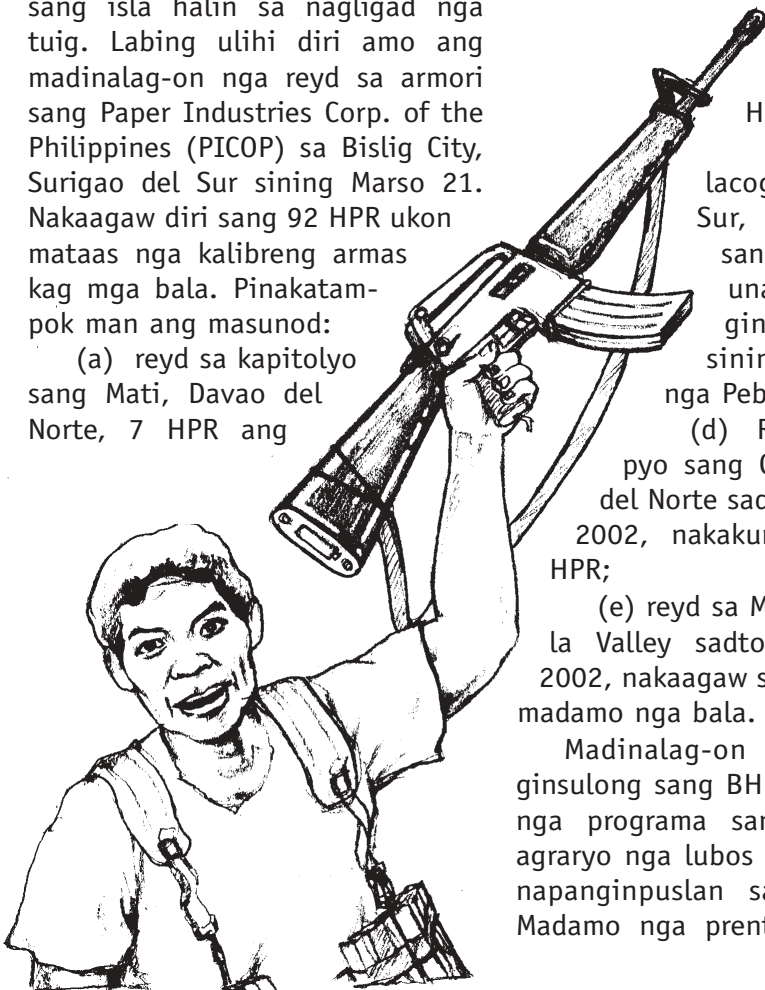 sang isla halin sa nagligad nga
tuig. Labing ulihi diri amo ang
madinalag-on nga reyd sa armori
sang Paper Industries Corp. of the
Philippines (PICOP) sa Bislig City,
Surigao del Sur sining Marso 21.
Nakaagaw diri sang 92 HPR ukon
mataas nga kalibreng armas
kag mga bala. Pinakatam-
pok man ang masunod:
(a) reyd sa kapitolyo
sang Mati, Davao del
Norte, 7 HPR ang
H
lacog
Sur,
san
una
gin
sinin
nga Peb
(d) R
pyo sang
del Norte sad
2002, nakakun
HPR;
(e) reyd sa M
la Valley sadto
2002, nakaagaw s
madamo nga bala.
Madinalag-on
ginsulong sang BH
nga programa san
agraryo nga lubos
napanginpuslan sa
Madamo nga prent